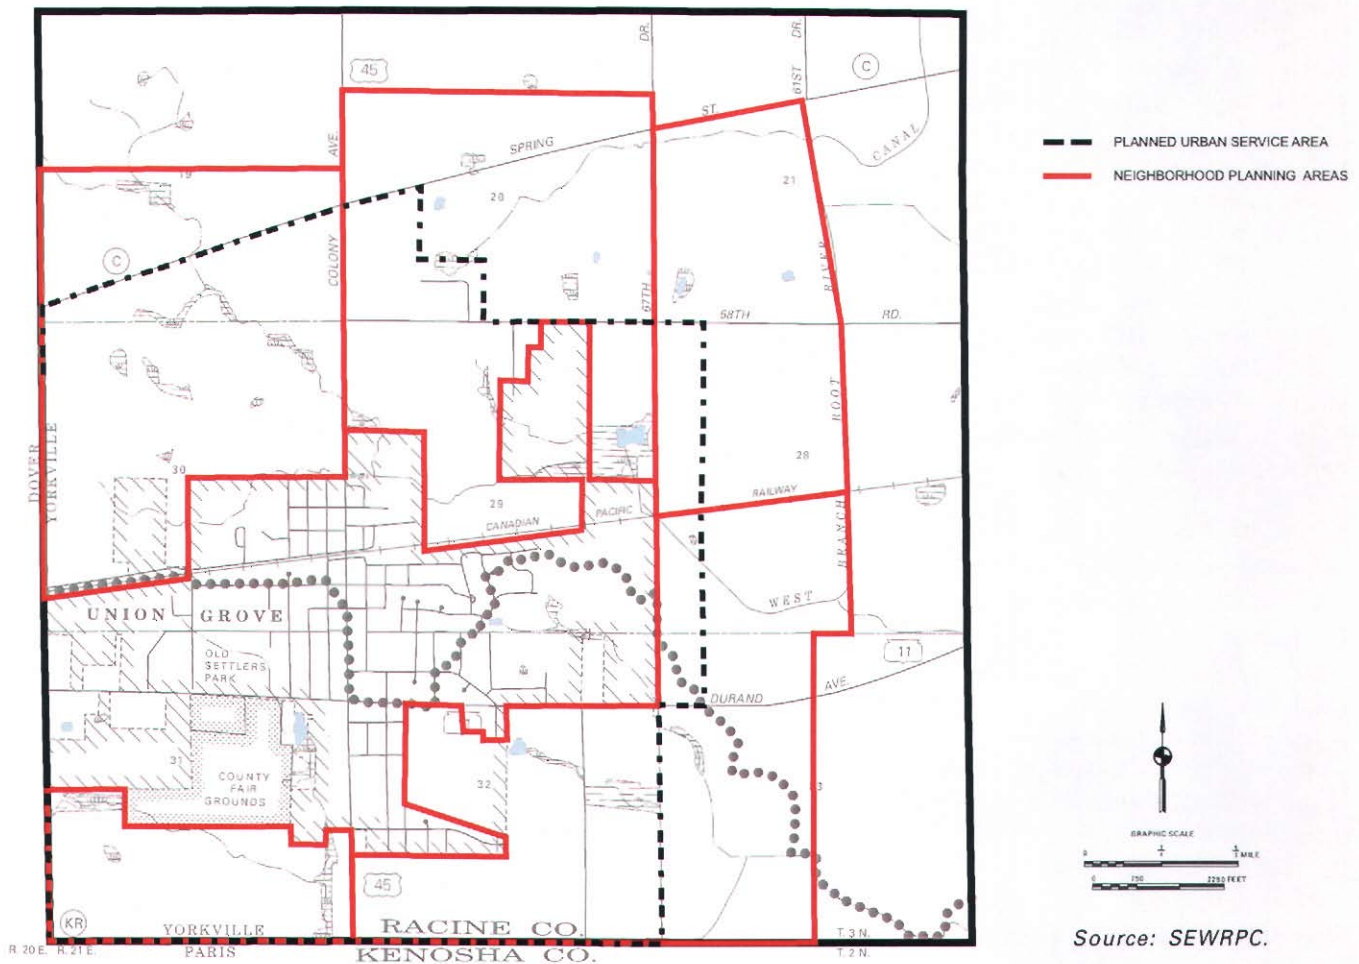 DR.
61ST DR.
45
C
AVE.
ST.
SPRING
CANAL
PLANNED URBAN SERVICE AREA
NEIGHBORHOOD PLANNING AREAS
19
20
21
C
COLONY
67TH
RIVER
58TH
RD.
ROOT
DOVER
YORKVILLE
30
29
28
CANADIAN
PACIFIC
RAILWAY
BRANCH
WEST
UNION GROVE
OLD
SETTLERS
PARK
11
DURAND
AVE.
31
32
COUNTY
FAIR
GROUNDS
GRAPHIC SCALE
MILE
0 750 2250 FEET
45
KR
YORKVILLE
RACINE CO.
T. 3 N.
R. 20 E. R. 21 E.
PARIS
KENOSHA CO.
T. 2 N.
Source: SEWRPC.